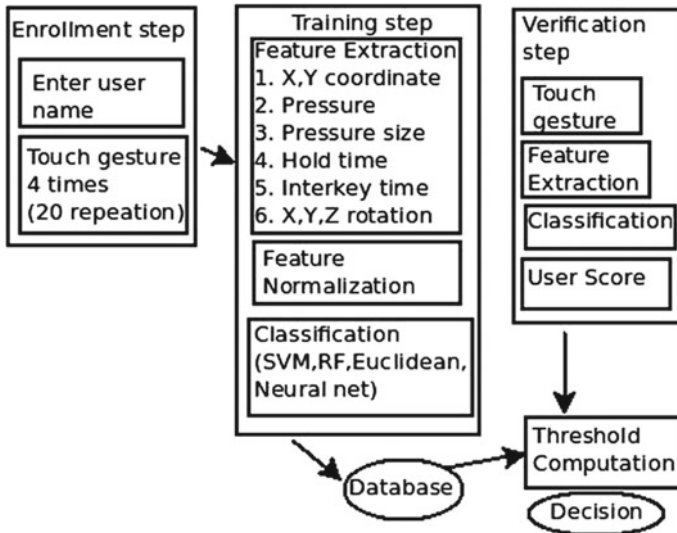 Enrollment step
Enter user
name
Touch gesture
4 times
(20 repeation)
Training step
Feature Extraction
1. X,Y coordinate
2. Pressure
3. Pressure size
4. Hold time
5. Interkey time
6. X,Y,Z rotation
Feature
Normalization
Classification
(SVM,RF,Euclidean,
Neural net)
Verification
step
Touch
gesture
Feature
Extraction
Classification
User Score
Database
Threshold
Computation
Decision